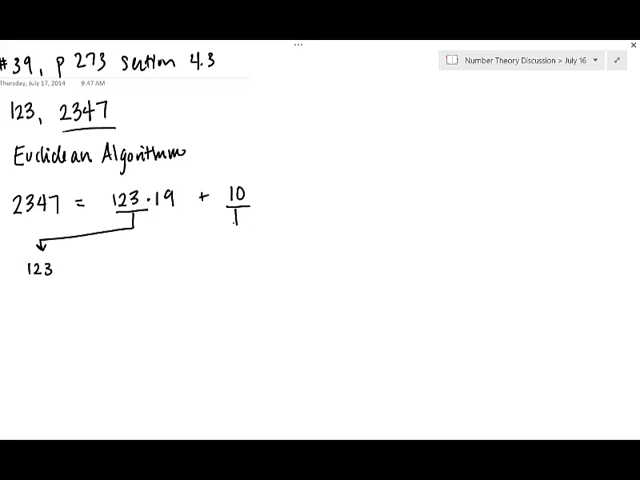 #39, p 273 section 4.3
Number Theory Discussion > July 16
Thursday, July 17, 2014 9:47 AM
123, 2347
Euclidean Algorithm
2347 = 123 · 19 + 10
123